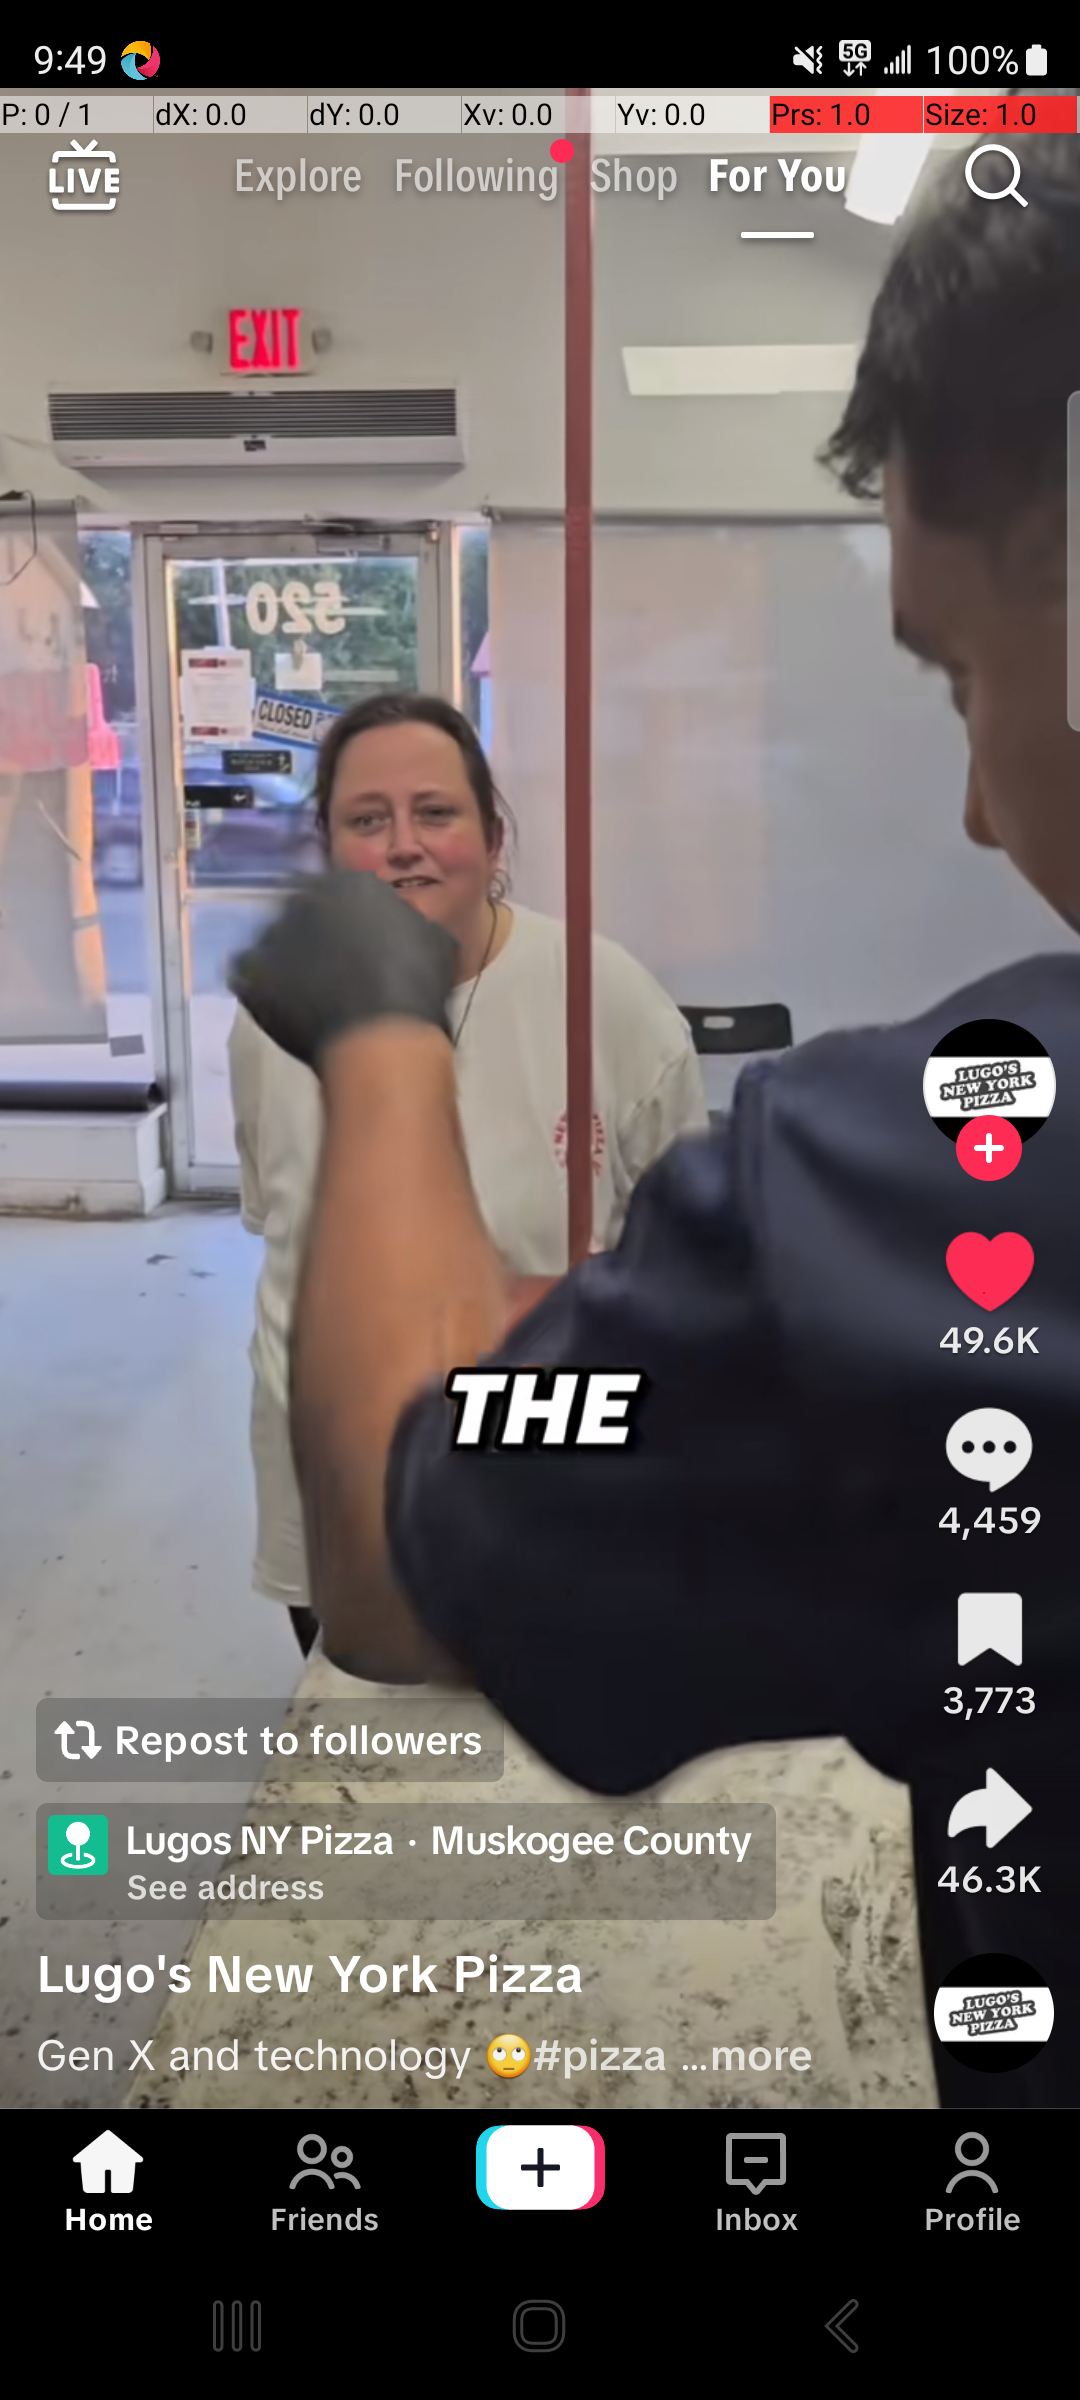 9:49
5G
100%
P: 0 / 1
dX: 0.0
dY: 0.0
Xv: 0.0
Yv: 0.0
Prs: 1.0
Size: 1.0
LIVE
Explore
Following
Shop
For You
EXIT
520
CLOSED
LUGO'S
NEW YORK
PIZZA
49.6K
THE
4,459
3,773
Repost to followers
Lugos NY Pizza · Muskogee County
See address
46.3K
Lugo's New York Pizza
LUGO'S
NEW YORK
PIZZA
Gen X and technology 🙄#pizza ...more
Home
Friends
Inbox
Profile